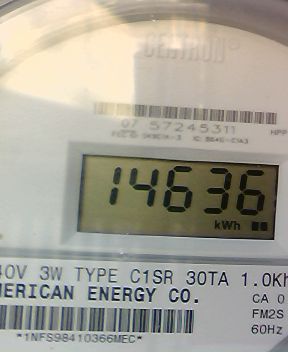 CENTRON®
07 57245311
14636
kWh
40V 3W TYPE C1SR 30TA 1.0Kh
MERICAN ENERGY CO.
CA 0
FM2S
60Hz
*1NFS98410366MEC*